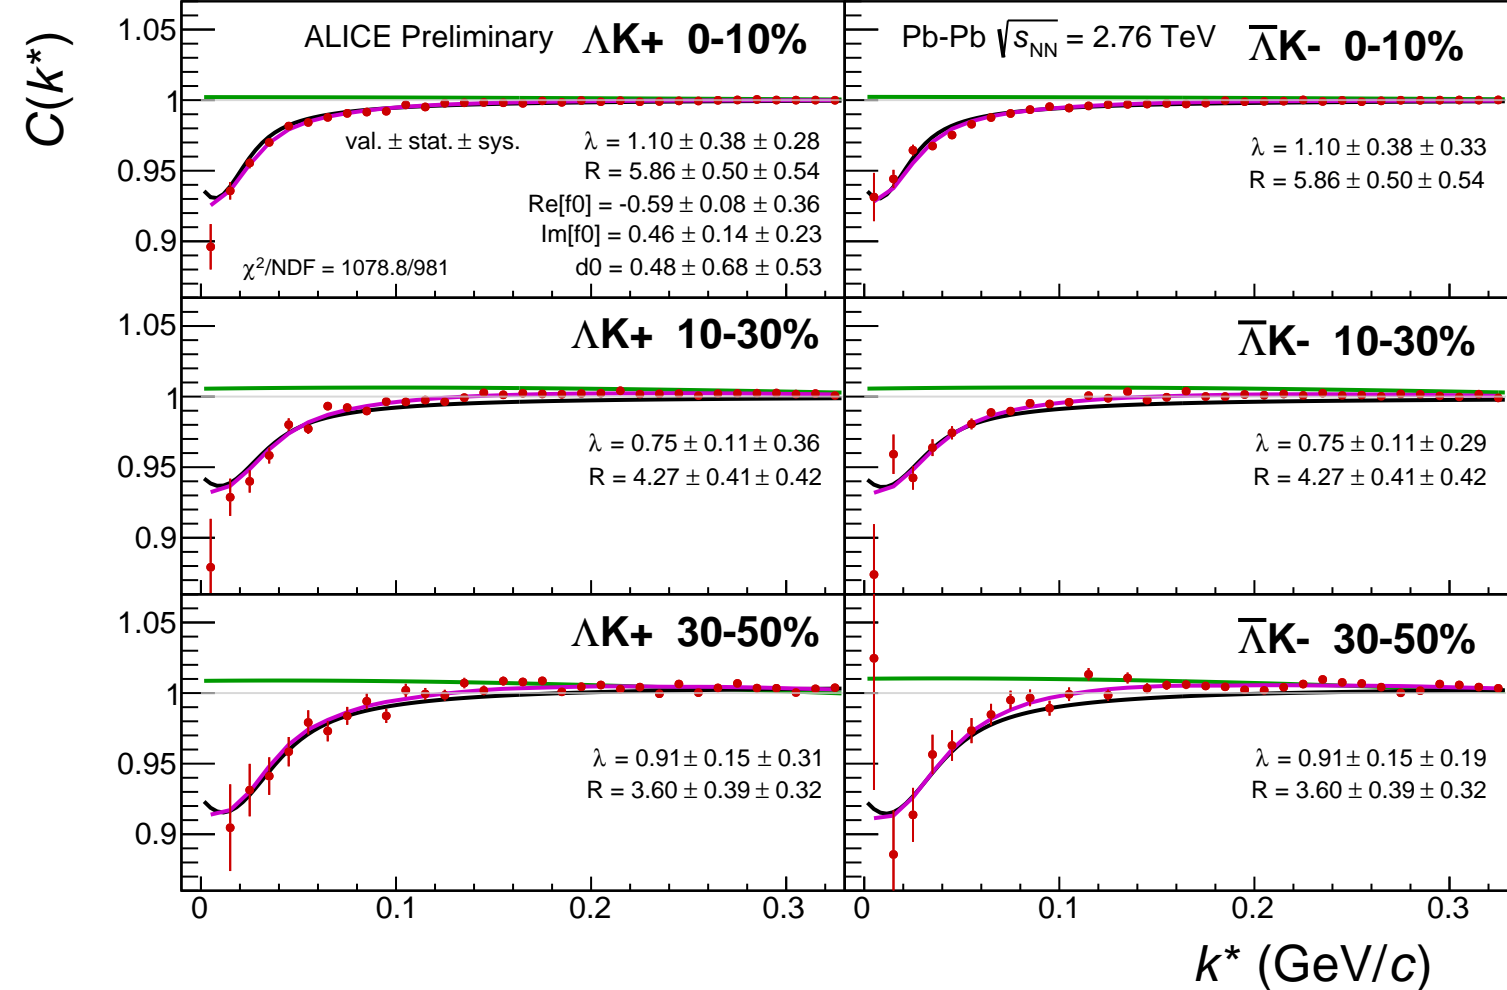 C(k*)
1.05
1
0.95
0.9
ALICE Preliminary ΛK+ 0-10%
val. ± stat. ± sys.
λ = 1.10 ± 0.38 ± 0.28
R = 5.86 ± 0.50 ± 0.54
Re[f0] = -0.59 ± 0.08 ± 0.36
Im[f0] = 0.46 ± 0.14 ± 0.23
χ²/NDF = 1078.8/981
d0 = 0.48 ± 0.68 ± 0.53
Pb-Pb √s_NN = 2.76 TeV Λ̅K- 0-10%
λ = 1.10 ± 0.38 ± 0.33
R = 5.86 ± 0.50 ± 0.54
1.05
1
0.95
0.9
ΛK+ 10-30%
λ = 0.75 ± 0.11 ± 0.36
R = 4.27 ± 0.41 ± 0.42
Λ̅K- 10-30%
λ = 0.75 ± 0.11 ± 0.29
R = 4.27 ± 0.41 ± 0.42
1.05
1
0.95
0.9
ΛK+ 30-50%
λ = 0.91 ± 0.15 ± 0.31
R = 3.60 ± 0.39 ± 0.32
Λ̅K- 30-50%
λ = 0.91 ± 0.15 ± 0.19
R = 3.60 ± 0.39 ± 0.32
0 0.1 0.2 0.3 0 0.1 0.2 0.3
k* (GeV/c)